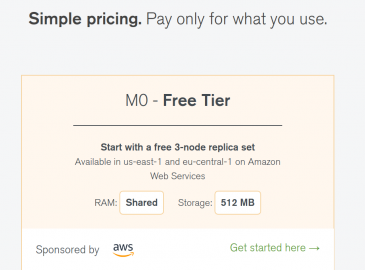 Simple pricing. Pay only for what you use.
M0 - Free Tier
Start with a free 3-node replica set
Available in us-east-1 and eu-central-1 on Amazon
Web Services
RAM: Shared Storage: 512 MB
Sponsored by aws Get started here →